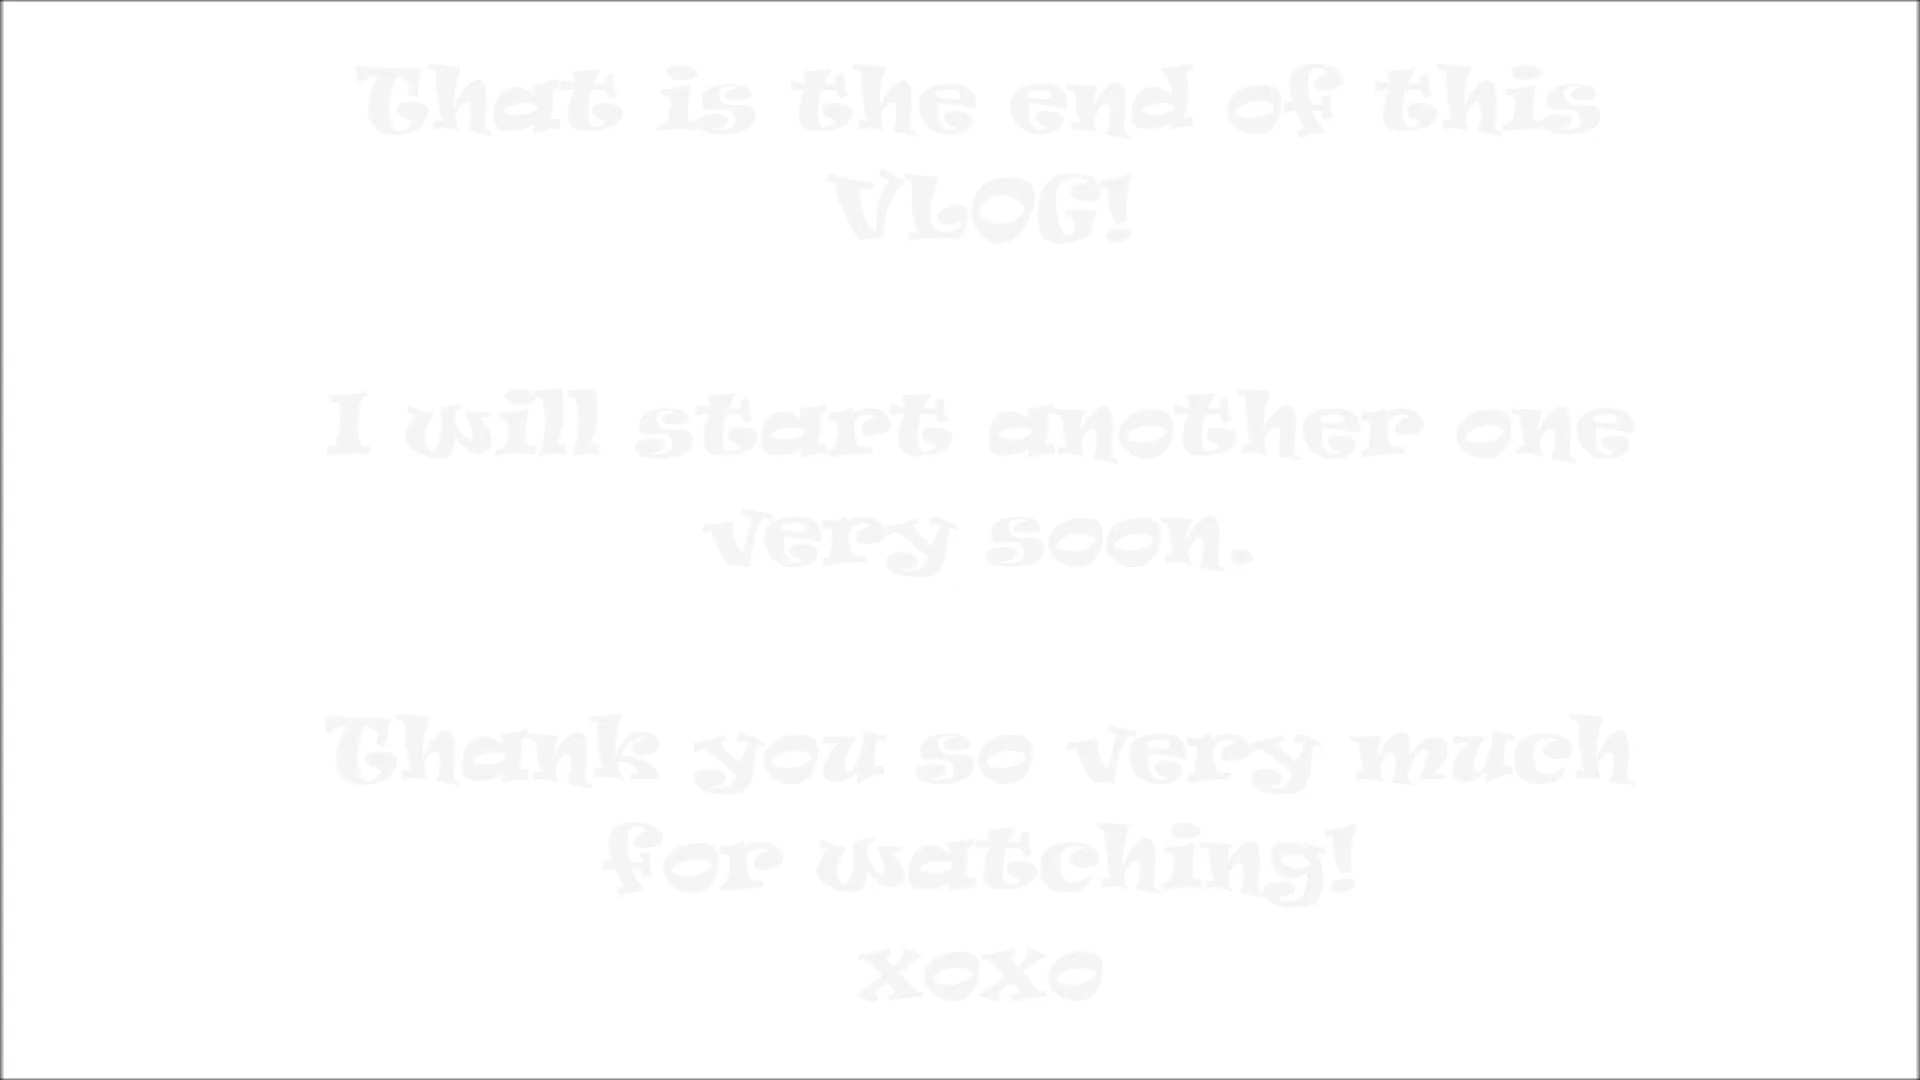 That is the end of this
VLOG!
I will start another one
very soon.
Thank you so very much
for watching!
xoxo